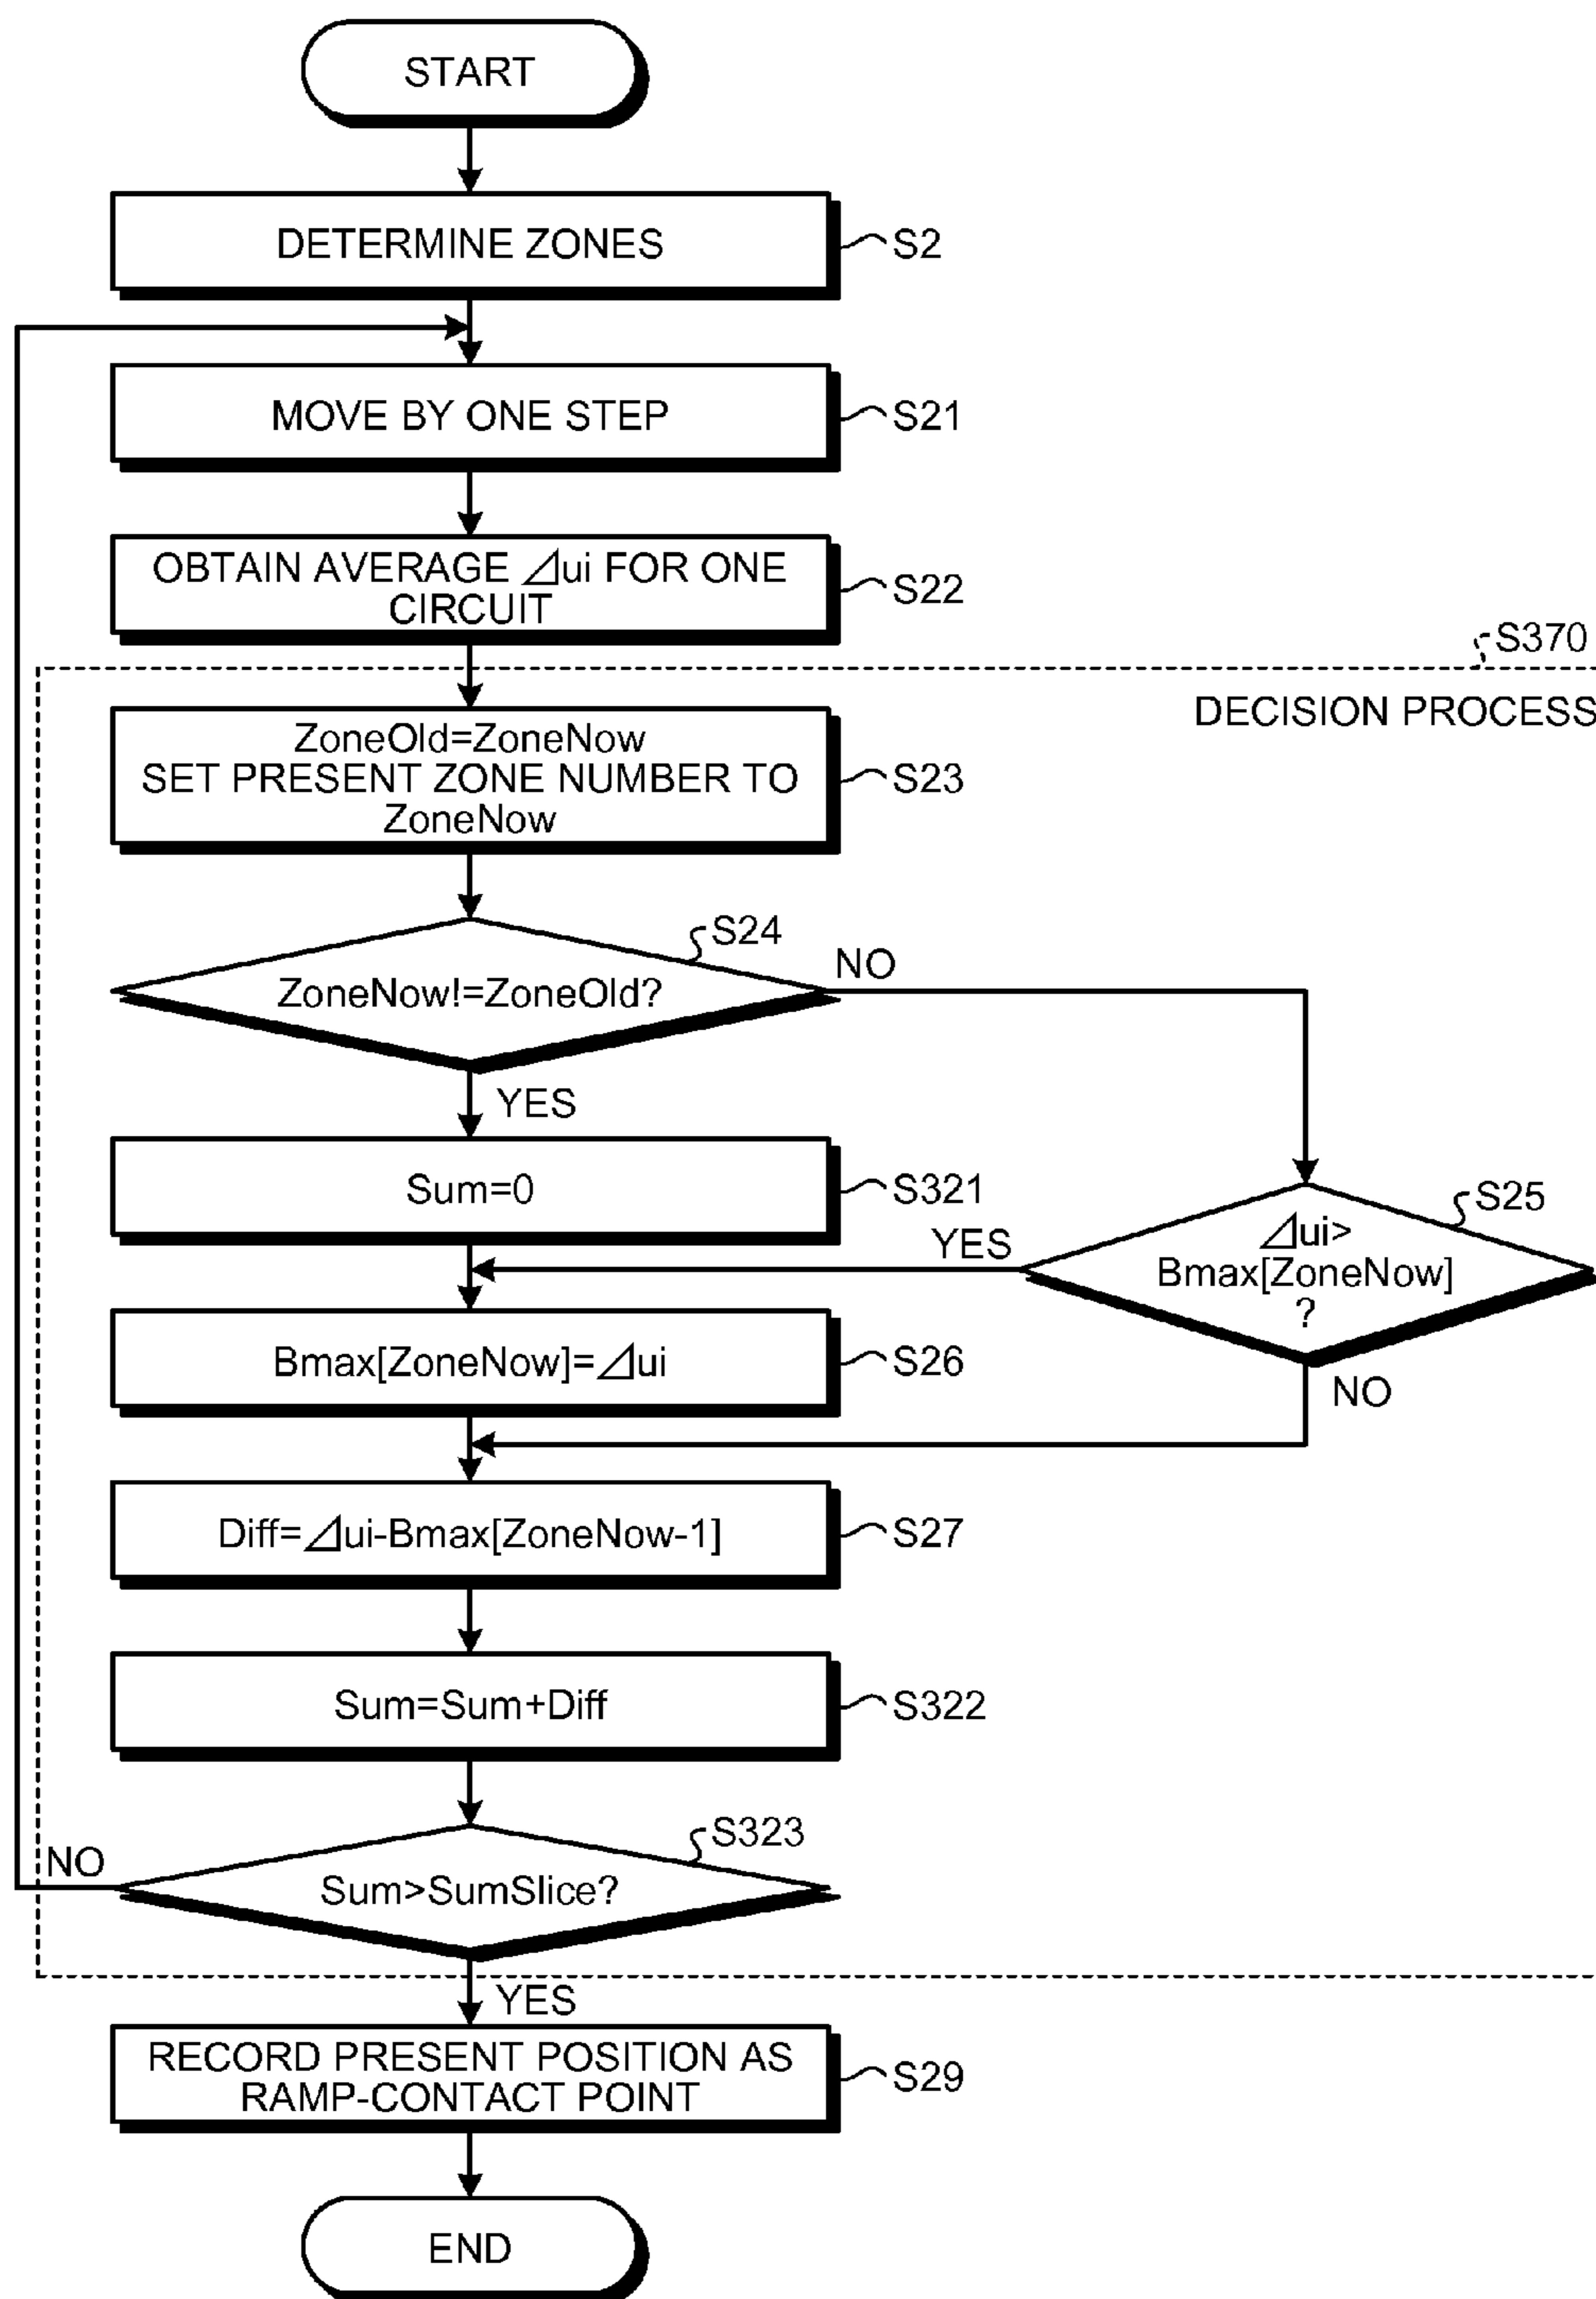 START
DETERMINE ZONES
S2
MOVE BY ONE STEP
S21
OBTAIN AVERAGE ⊿ui FOR ONE
CIRCUIT
S22
S370
DECISION PROCESS
ZoneOld=ZoneNow
SET PRESENT ZONE NUMBER TO
ZoneNow
S23
S24
ZoneNow!=ZoneOld?
NO
YES
Sum=0
S321
S25
⊿ui>
Bmax[ZoneNow]
?
YES
NO
Bmax[ZoneNow]=⊿ui
S26
Diff=⊿ui-Bmax[ZoneNow-1]
S27
Sum=Sum+Diff
S322
S323
Sum>SumSlice?
NO
YES
RECORD PRESENT POSITION AS
RAMP-CONTACT POINT
S29
END